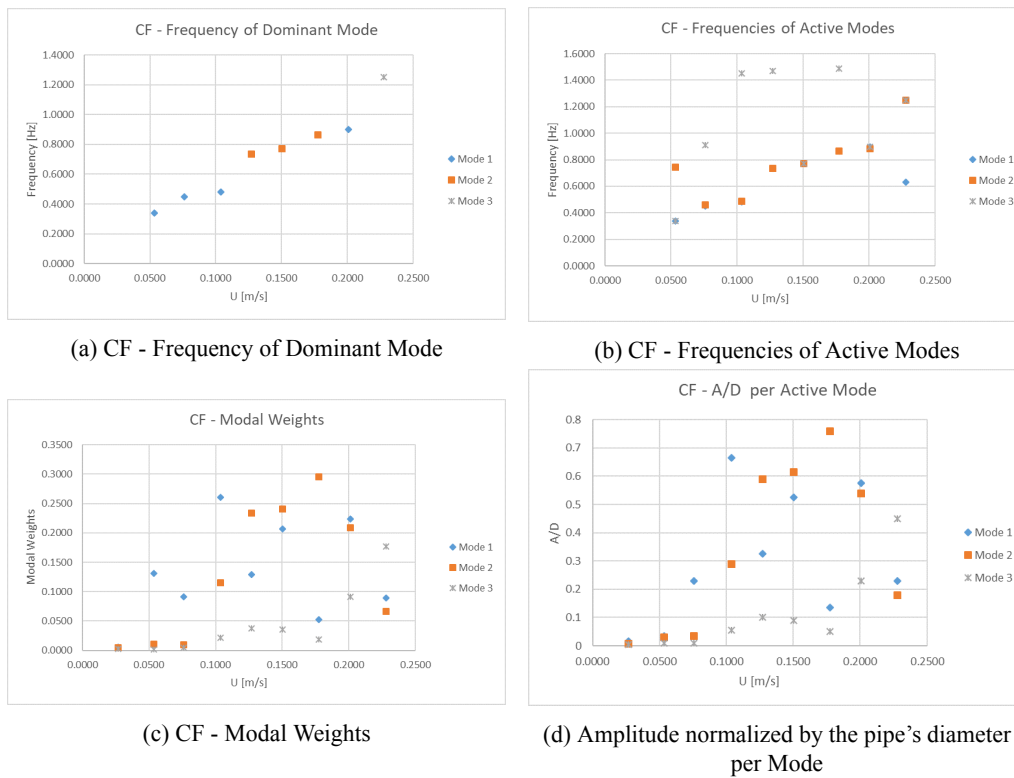 CF - Frequency of Dominant Mode
1.4000
1.2000
1.0000
0.8000
0.6000
0.4000
0.2000
0.0000
0.0000 0.0500 0.1000 0.1500 0.2000 0.2500
Frequency [Hz]
U [m/s]
Mode 1
Mode 2
Mode 3
(a) CF - Frequency of Dominant Mode
CF - Frequencies of Active Modes
1.6000
1.4000
1.2000
1.0000
0.8000
0.6000
0.4000
0.2000
0.0000
0.0000 0.0500 0.1000 0.1500 0.2000 0.2500
Frequency [Hz]
U [m/s]
Mode 1
Mode 2
Mode 3
(b) CF - Frequencies of Active Modes
CF - Modal Weights
0.3500
0.3000
0.2500
0.2000
0.1500
0.1000
0.0500
0.0000
0.0000 0.0500 0.1000 0.1500 0.2000 0.2500
Modal Weights
U [m/s]
Mode 1
Mode 2
Mode 3
(c) CF - Modal Weights
CF - A/D per Active Mode
0.8
0.7
0.6
0.5
0.4
0.3
0.2
0.1
0
0.0000 0.0500 0.1000 0.1500 0.2000 0.2500
A/D
U [m/s]
Mode 1
Mode 2
Mode 3
(d) Amplitude normalized by the pipe’s diameter
per Mode